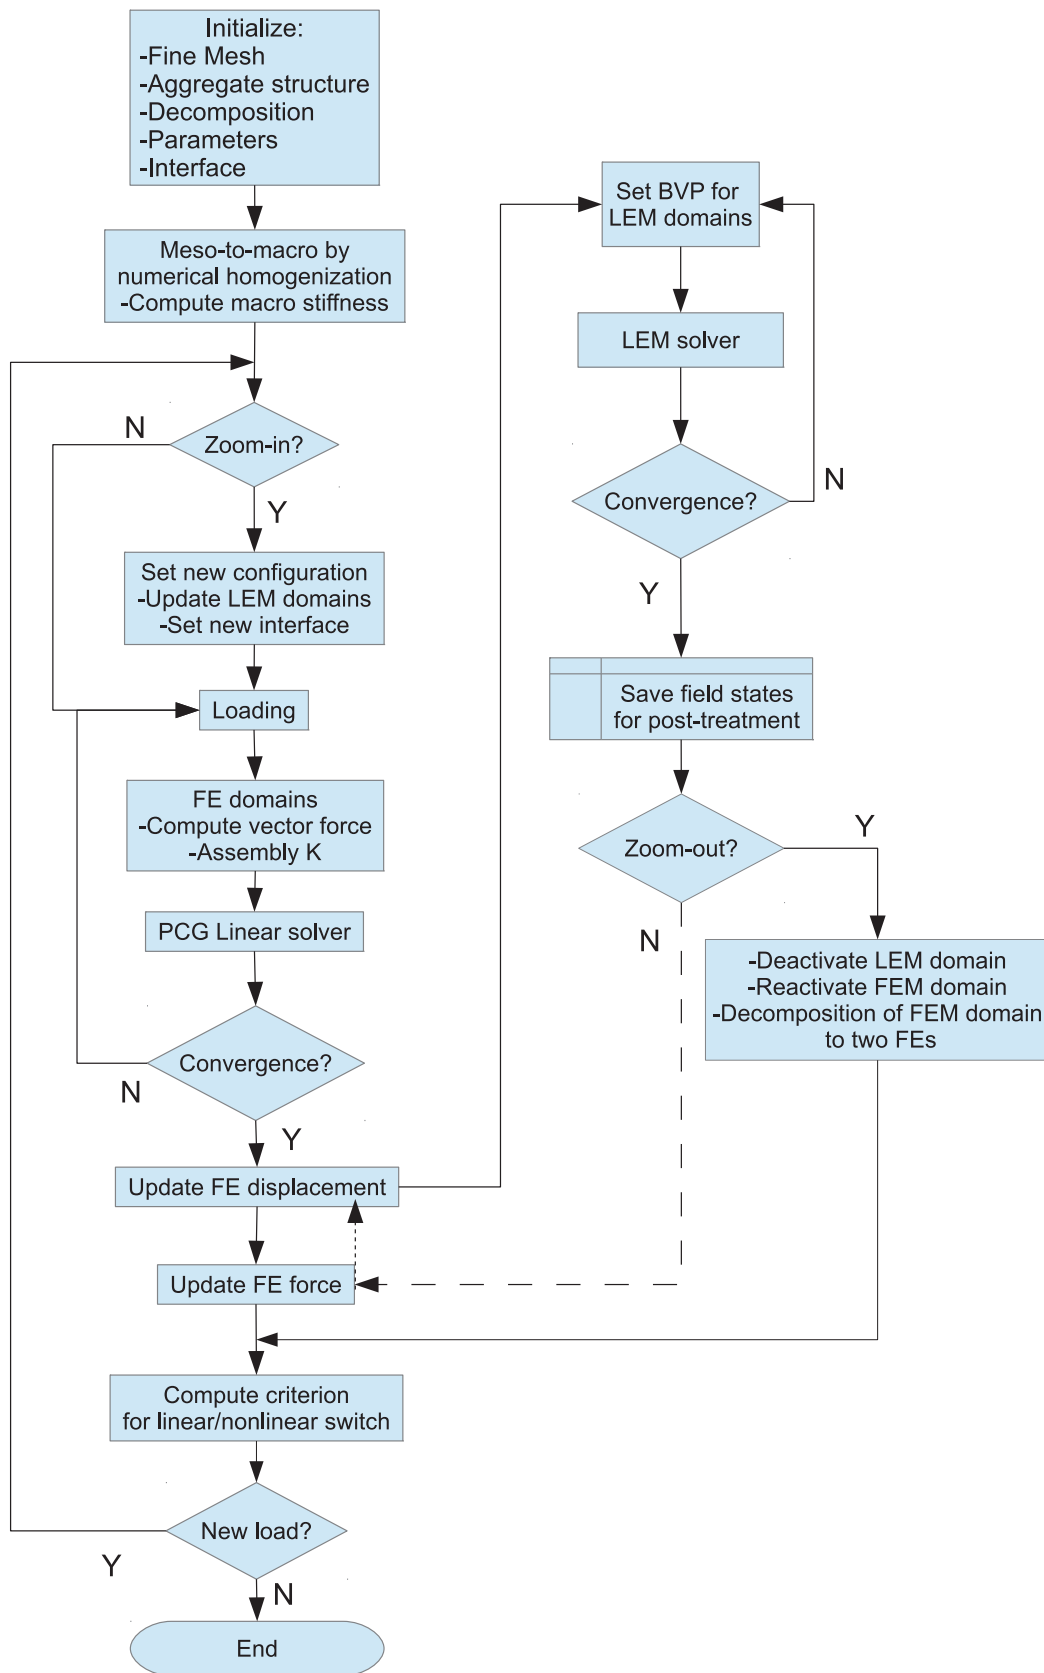 Initialize:
-Fine Mesh
-Aggregate structure
-Decomposition
-Parameters
-Interface
Meso-to-macro by
numerical homogenization
-Compute macro stiffness
N
Zoom-in?
Y
Set new configuration
-Update LEM domains
-Set new interface
Loading
FE domains
-Compute vector force
-Assembly K
PCG Linear solver
Convergence?
N
Y
Update FE displacement
Update FE force
Compute criterion
for linear/nonlinear switch
New load?
Y
N
End
Set BVP for
LEM domains
LEM solver
Convergence?
N
Y
Save field states
for post-treatment
Zoom-out?
Y
N
-Deactivate LEM domain
-Reactivate FEM domain
-Decomposition of FEM domain
to two FEs